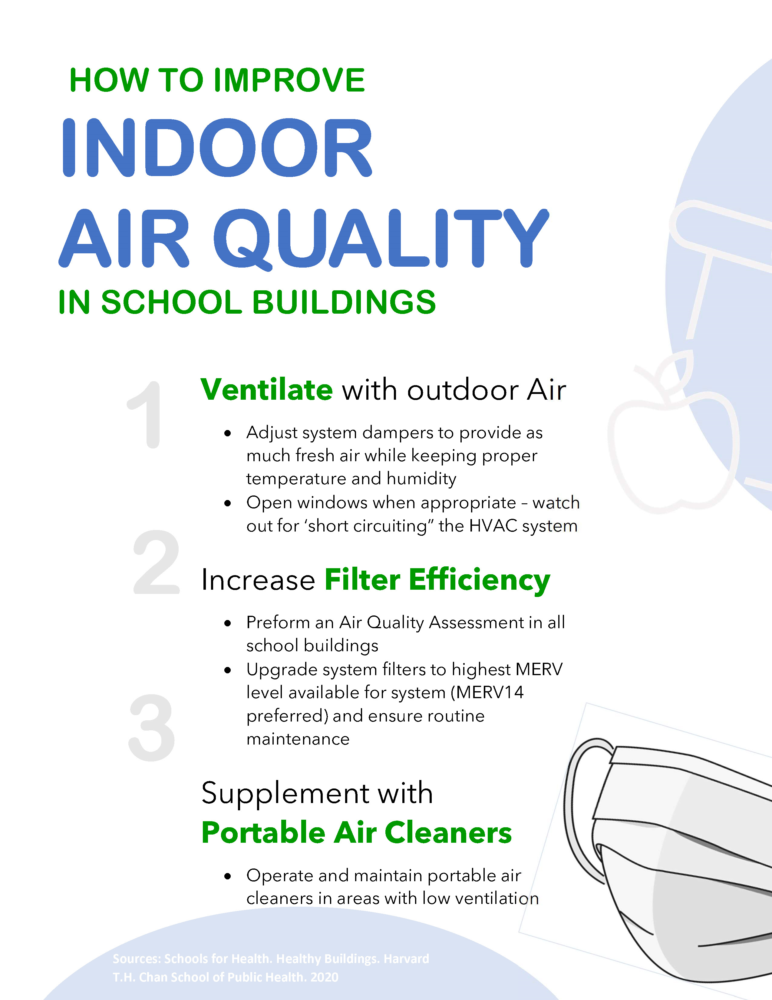 HOW TO IMPROVE
INDOOR
AIR QUALITY
IN SCHOOL BUILDINGS
1
Ventilate with outdoor Air
• Adjust system dampers to provide as
much fresh air while keeping proper
temperature and humidity
• Open windows when appropriate – watch
out for ‘short circuiting” the HVAC system
2
Increase Filter Efficiency
• Preform an Air Quality Assessment in all
school buildings
• Upgrade system filters to highest MERV
level available for system (MERV14
preferred) and ensure routine
maintenance
3
Supplement with
Portable Air Cleaners
• Operate and maintain portable air
cleaners in areas with low ventilation
Sources: Schools for Health. Healthy Buildings. Harvard
T.H. Chan School of Public Health. 2020